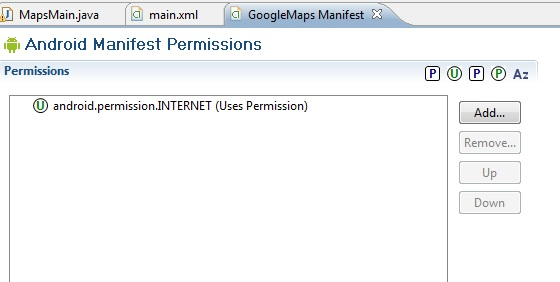 MapsMain.java main.xml GoogleMaps Manifest
Android Manifest Permissions
Permissions P U P P Az
U android.permission.INTERNET (Uses Permission)
Add...
Remove...
Up
Down